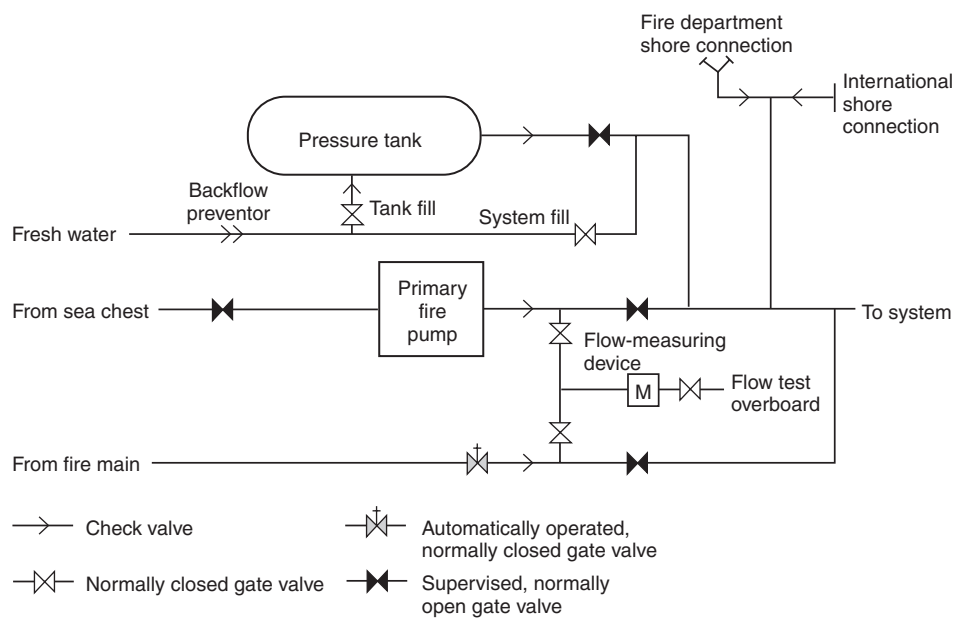 Fire department
shore connection
International
shore
connection
Pressure tank
Backflow
preventor
Tank fill
System fill
Fresh water
From sea chest
Primary
fire
pump
To system
Flow-measuring
device
M
Flow test
overboard
From fire main
Check valve
Automatically operated,
normally closed gate valve
Normally closed gate valve
Supervised, normally
open gate valve